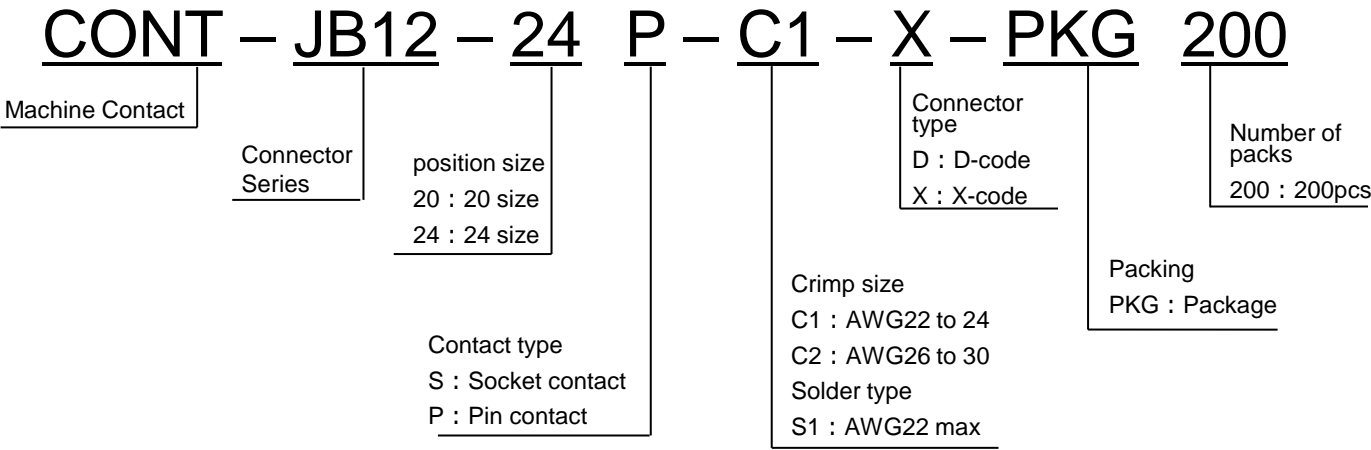 CONT – JB12 – 24 P – C1 – X – PKG 200
Machine Contact
Connector
Series
position size
20：20 size
24：24 size
Contact type
S：Socket contact
P：Pin contact
Crimp size
C1：AWG22 to 24
C2：AWG26 to 30
Solder type
S1：AWG22 max
Connector
type
D：D-code
X：X-code
Packing
PKG：Package
Number of
packs
200：200pcs